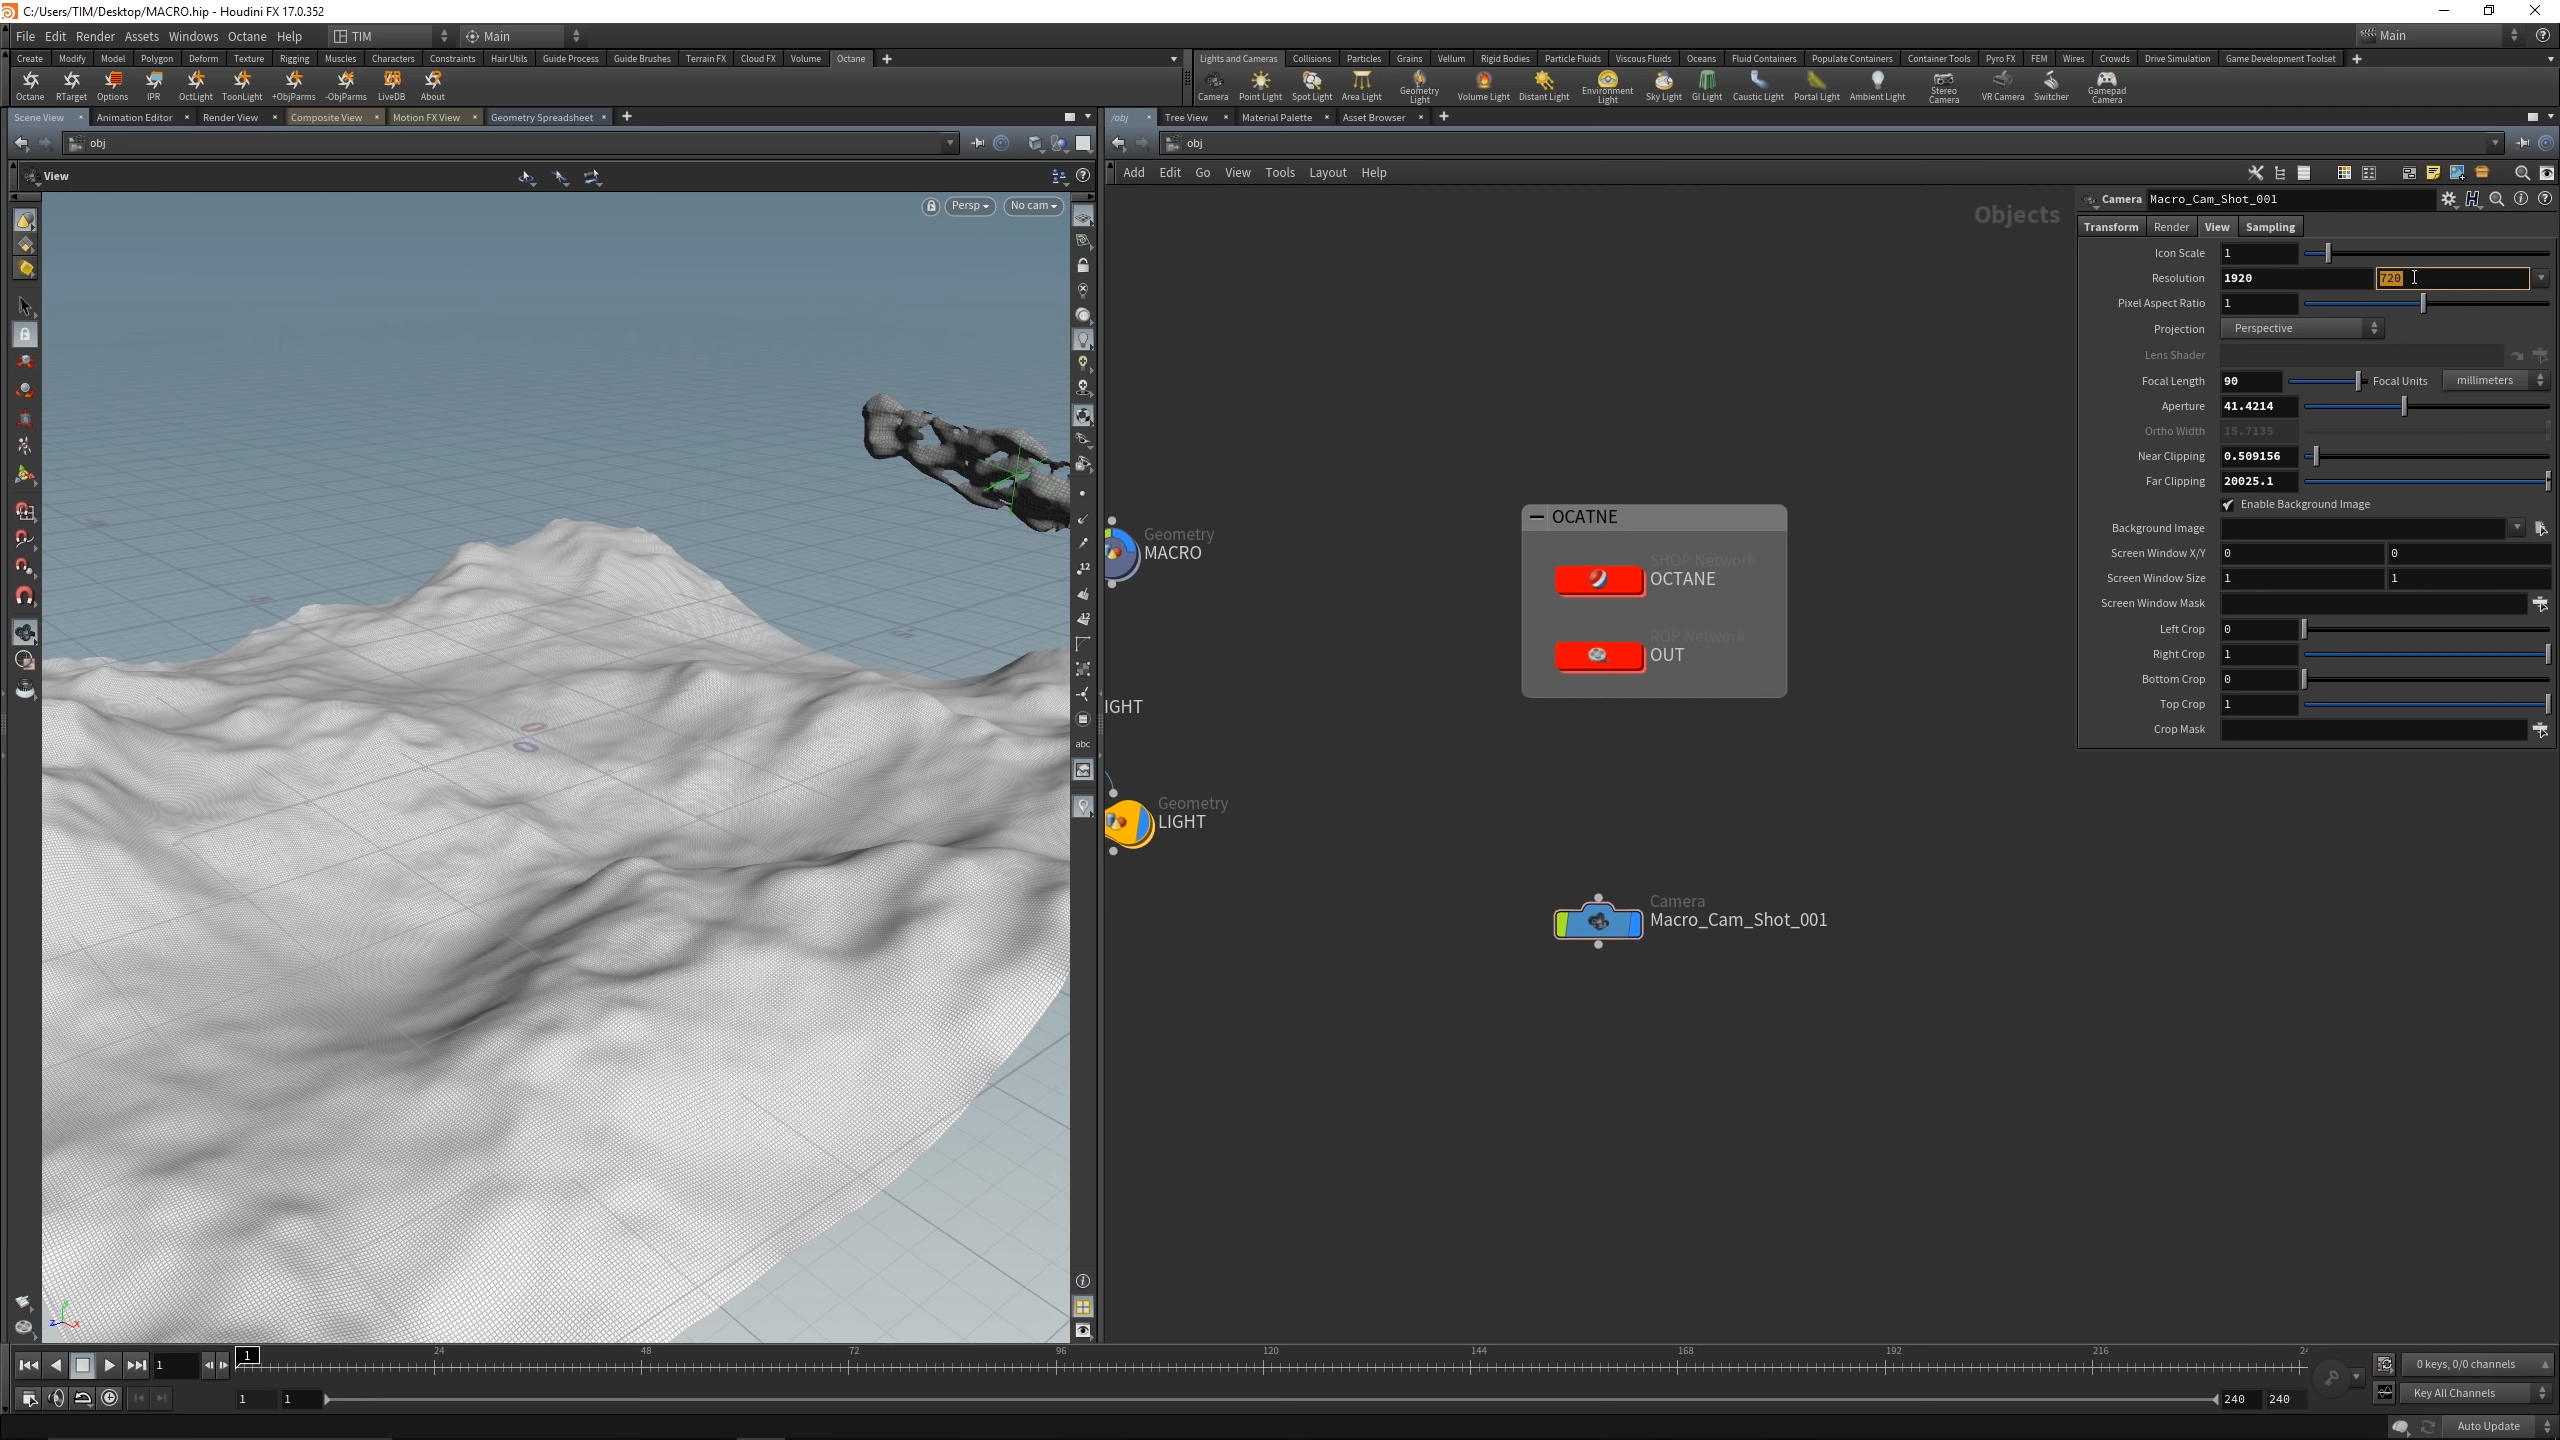 C:/Users/TIM/Desktop/MACRO.hip - Houdini FX 17.0.352
File Edit Render Assets Windows Octane Help TIM Main Main
Create Modify Model Polygon Deform Texture Rigging Muscles Characters Constraints Hair Utils Guide Process Guide Brushes Terrain FX Cloud FX Volume Octane
Lights and Cameras Collisions Particles Grains Vellum Rigid Bodies Particle Fluids Viscous Fluids Oceans Fluid Containers Populate Containers Container Tools Pyro FX FEM Wires Crowds Drive Simulation Game Development Toolset
Octane RTarget Options IPR OctLight ToonLight +ObjParms -ObjParms LiveDB About
Camera Point Light Spot Light Area Light Geometry Light Volume Light Distant Light Environment Light Sky Light GI Light Caustic Light Portal Light Ambient Light Stereo Camera VR Camera Switcher Gamepad Camera
Scene View Animation Editor Render View Composite View Motion FX View Geometry Spreadsheet
/obj Tree View Material Palette Asset Browser
obj
obj
View
Add Edit Go View Tools Layout Help
Persp No cam
Objects
Camera Macro_Cam_Shot_001
Transform Render View Sampling
Icon Scale 1
Resolution 1920 720
Pixel Aspect Ratio 1
Projection Perspective
Lens Shader
Focal Length 90 Focal Units millimeters
Aperture 41.4214
Ortho Width 15.7135
Near Clipping 0.509156
Far Clipping 20025.1
Enable Background Image
Background Image
Screen Window X/Y 0 0
Screen Window Size 1 1
Screen Window Mask
Left Crop 0
Right Crop 1
Bottom Crop 0
Top Crop 1
Crop Mask
Geometry
MACRO
OCATNE
SHOP Network
OCTANE
ROP Network
OUT
IGHT
Geometry
LIGHT
Camera
Macro_Cam_Shot_001
12
12
abc
z y x
1 1 24 48 72 96 120 144 168 192 216 24
0 keys, 0/0 channels
1 1 240 240
Key All Channels
Auto Update